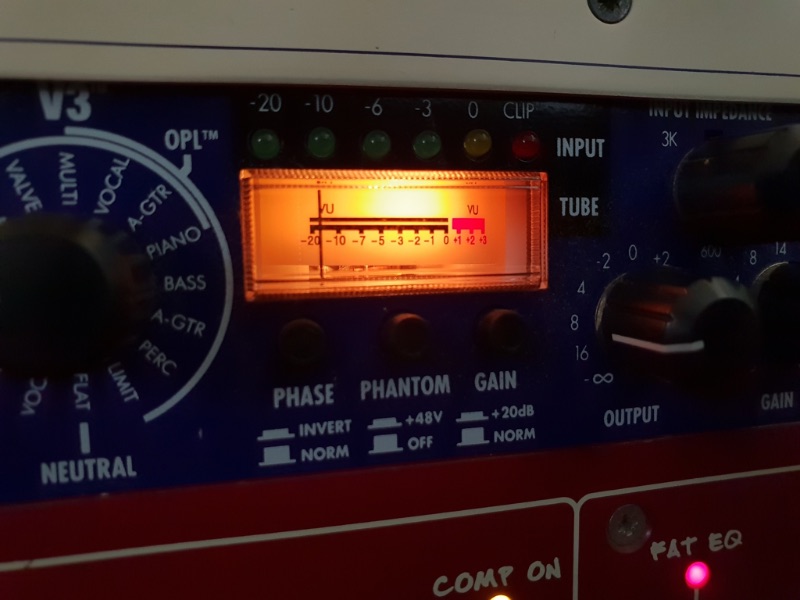 V3™
-20 -10 -6 -3 0 CLIP
INPUT
INPUT IMPEDANCE
3K
600
OPL™
VALVE
MULTI
VOCAL
A-GTR
PIANO
BASS
A-GTR
PERC
LIMIT
FLAT
NEUTRAL
VU VU
-20 -10 -7 -5 -3 -2 -1 0 +1 +2 +3
TUBE
-2 0 +2
4
8
16
-∞
OUTPUT
8 14
GAIN
PHASE
INVERT
NORM
PHANTOM
+48V
OFF
GAIN
+20dB
NORM
COMP ON
FAT EQ